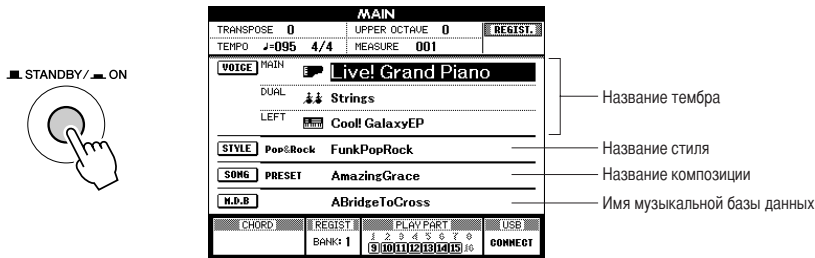 MAIN
TRANSPOSE 0 UPPER OCTAVE 0 REGIST.
TEMPO ♩=095 4/4 MEASURE 001
STANDBY/ ON
VOICE MAIN Live! Grand Piano
DUAL Strings
LEFT Cool! GalaxyEP
Название тембра
STYLE Pop&Rock FunkPopRock
Название стиля
SONG PRESET AmazingGrace
Название композиции
M.D.B ABridgeToCross
Имя музыкальной базы данных
CHORD REGIST PLAY PART USB
BANK: 1 1 2 3 4 5 6 7 8 CONNECT
9 10 11 12 13 14 15 16